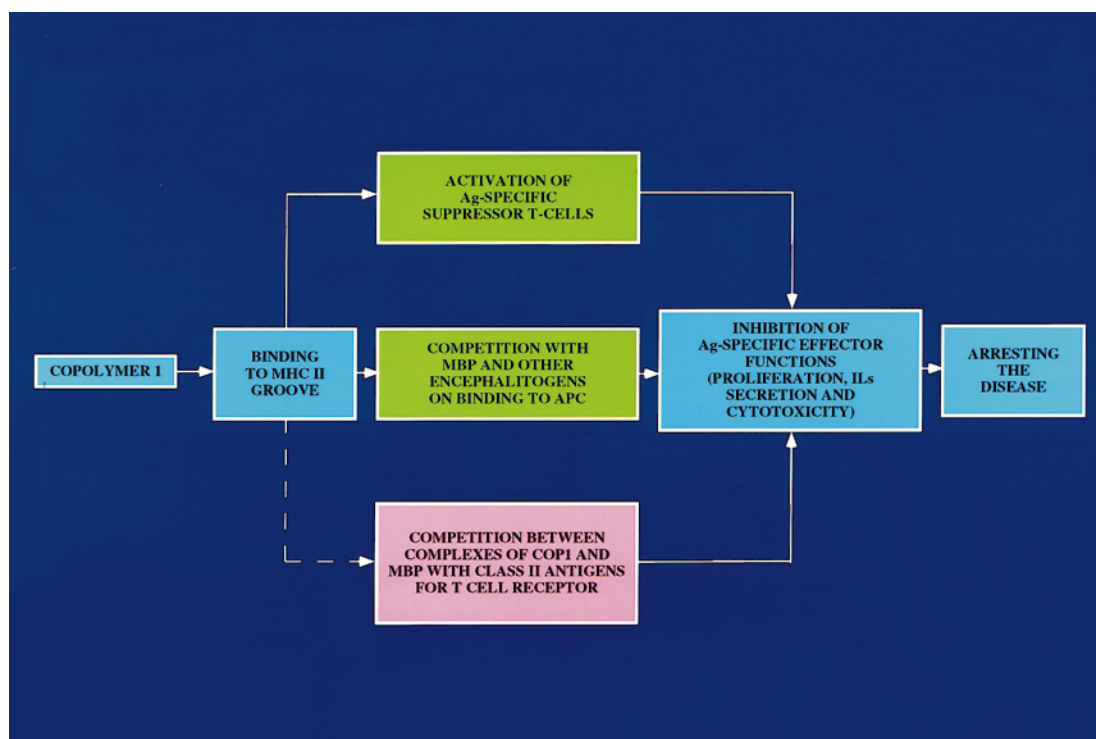 COPOLYMER 1
BINDING
TO MHC II
GROOVE
ACTIVATION OF
Ag-SPECIFIC
SUPPRESSOR T-CELLS
COMPETITION WITH
MBP AND OTHER
ENCEPHALITOGENS
ON BINDING TO APC
COMPETITION BETWEEN
COMPLEXES OF COP1 AND
MBP WITH CLASS II ANTIGENS
FOR T CELL RECEPTOR
INHIBITION OF
Ag-SPECIFIC EFFECTOR
FUNCTIONS
(PROLIFERATION, ILs
SECRETION AND
CYTOTOXICITY)
ARRESTING
THE
DISEASE